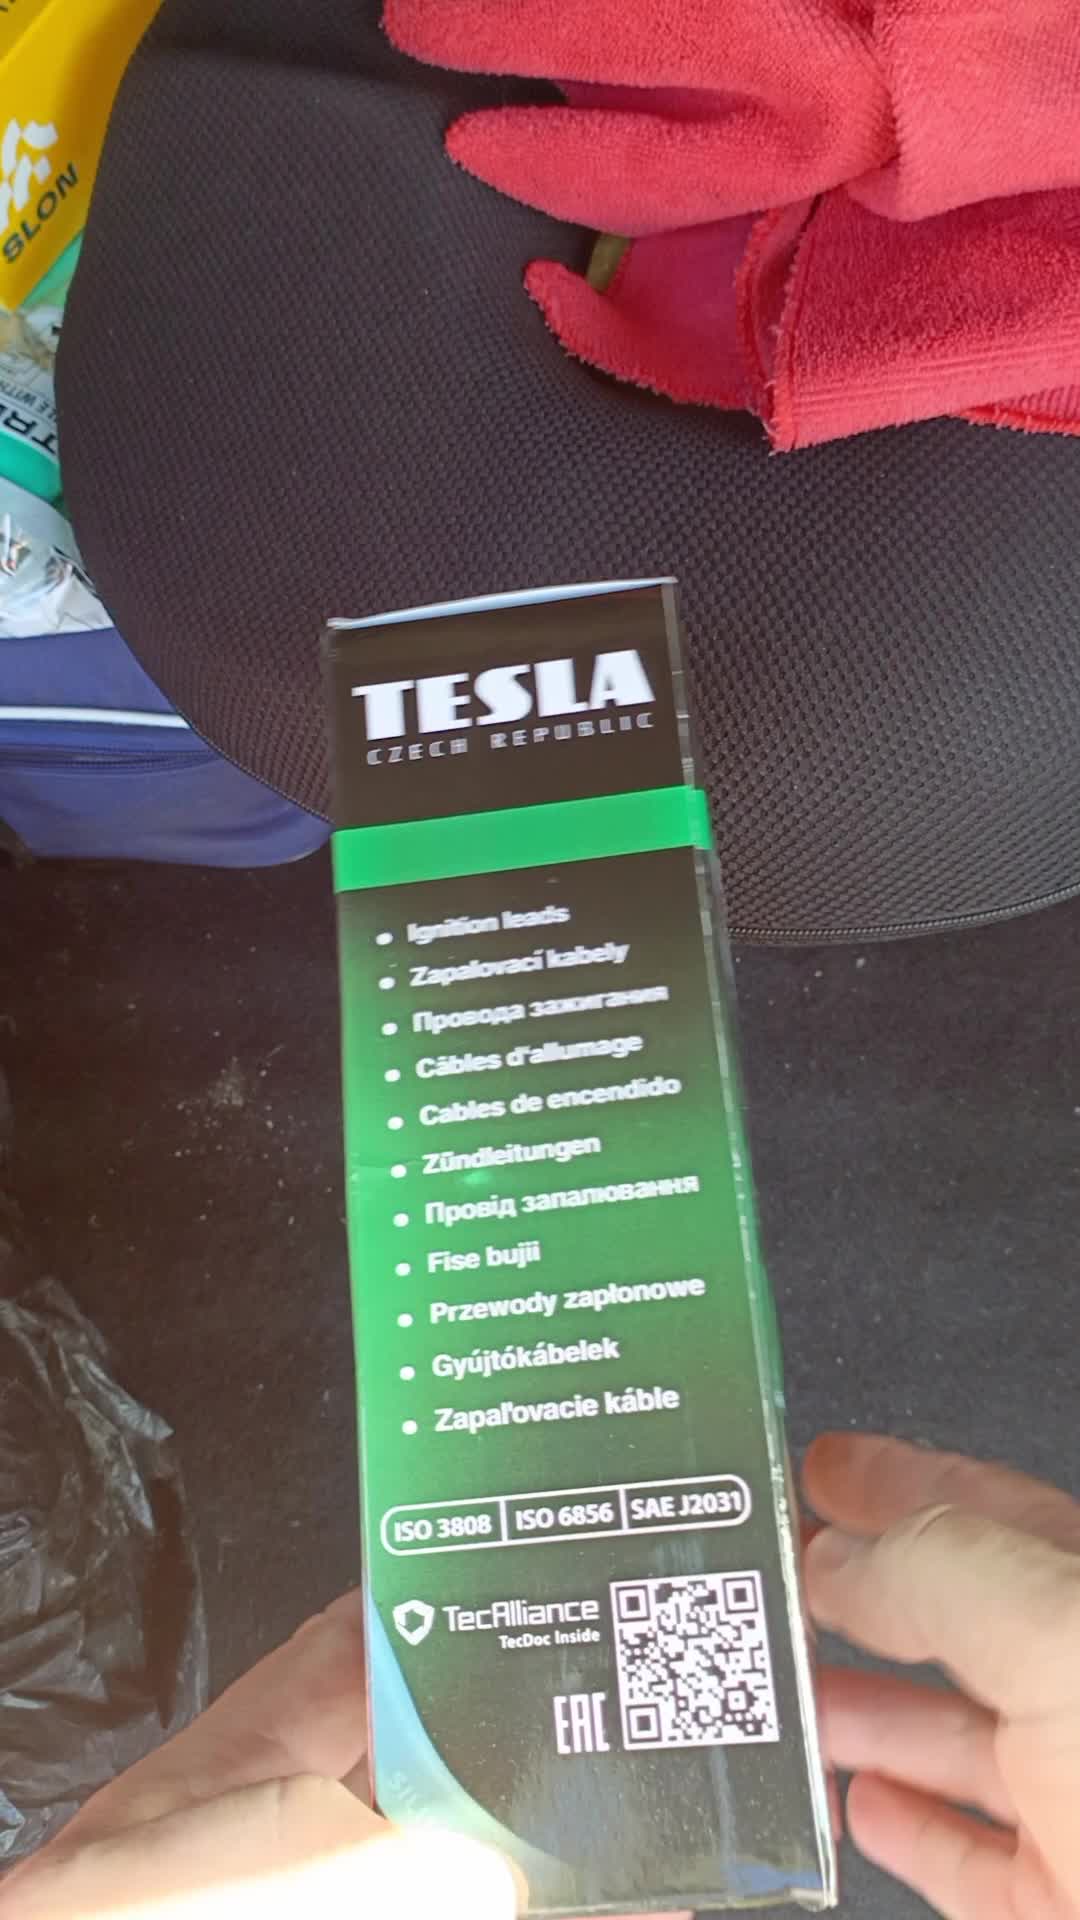 SLON
TESLA
CZECH REPUBLIC
• Ignition leads
• Zapalovací kabely
• Провода зажигания
• Câbles d'allumage
• Cables de encendido
• Zündleitungen
• Провід запалювання
• Fise bujii
• Przewody zapłonowe
• Gyújtókábelek
• Zapaľovacie káble
ISO 3808 | ISO 6856 | SAE J2031
TecAlliance
TecDoc Inside
EAC